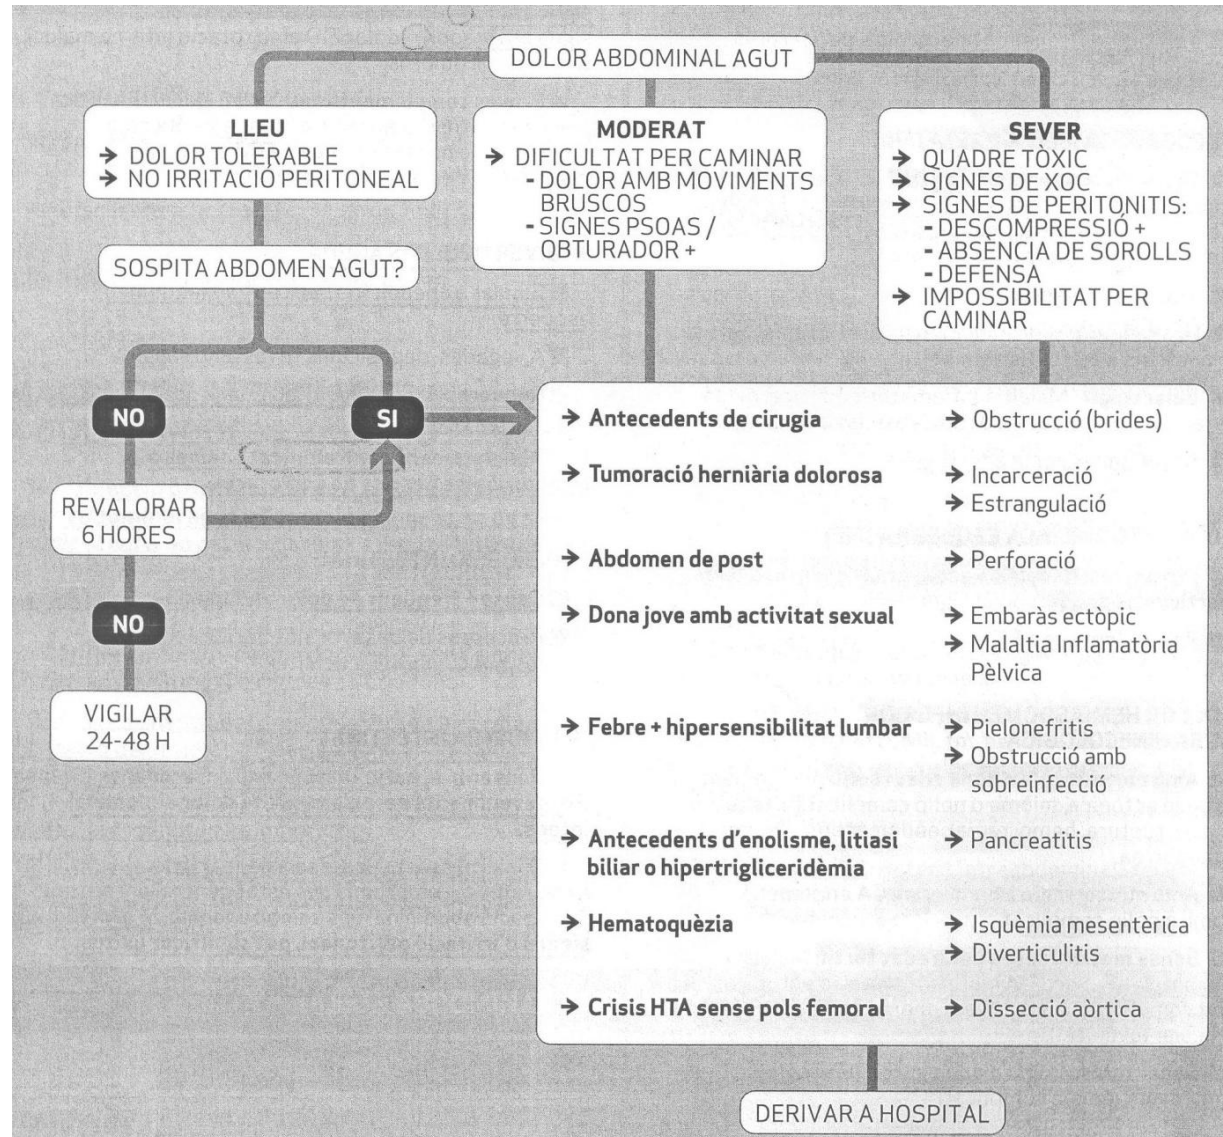 DOLOR ABDOMINAL AGUT
LLEU
→ DOLOR TOLERABLE
→ NO IRRITACIÓ PERITONEAL
MODERAT
→ DIFICULTAT PER CAMINAR
- DOLOR AMB MOVIMENTS
BRUSCOS
- SIGNES PSOAS /
OBTURADOR +
SEVER
→ QUADRE TÒXIC
→ SIGNES DE XOC
→ SIGNES DE PERITONITIS:
- DESCOMPRESSIÓ +
- ABSÈNCIA DE SOROLLS
- DEFENSA
→ IMPOSSIBILITAT PER
CAMINAR
SOSPITA ABDOMEN AGUT?
NO
SI
REVALORAR
6 HORES
NO
VIGILAR
24-48 H
→ Antecedents de cirugia
→ Obstrucció (brides)
→ Tumoració herniària dolorosa
→ Incarceració
→ Estrangulació
→ Abdomen de post
→ Perforació
→ Dona jove amb activitat sexual
→ Embaràs ectòpic
→ Malaltia Inflamatòria
Pèlvica
→ Febre + hipersensibilitat lumbar
→ Pielonefritis
→ Obstrucció amb
sobreinfecció
→ Antecedents d'enolisme, litiasi
biliar o hipertrigliceridèmia
→ Pancreatitis
→ Hematoquèzia
→ Isquèmia mesentèrica
→ Diverticulitis
→ Crisis HTA sense pols femoral
→ Dissecció aòrtica
DERIVAR A HOSPITAL